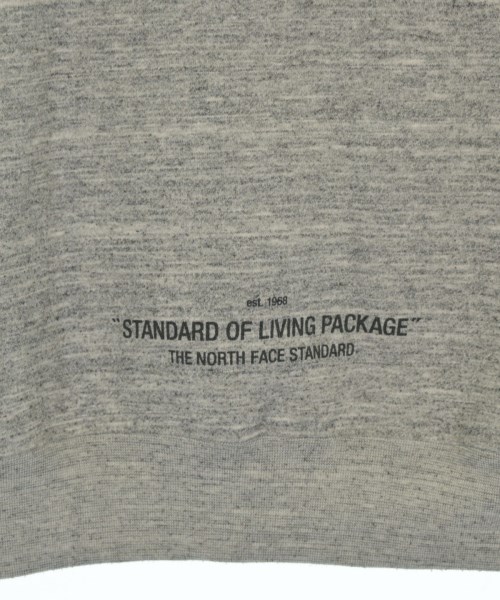 est. 1968
"STANDARD OF LIVING PACKAGE"
THE NORTH FACE STANDARD.